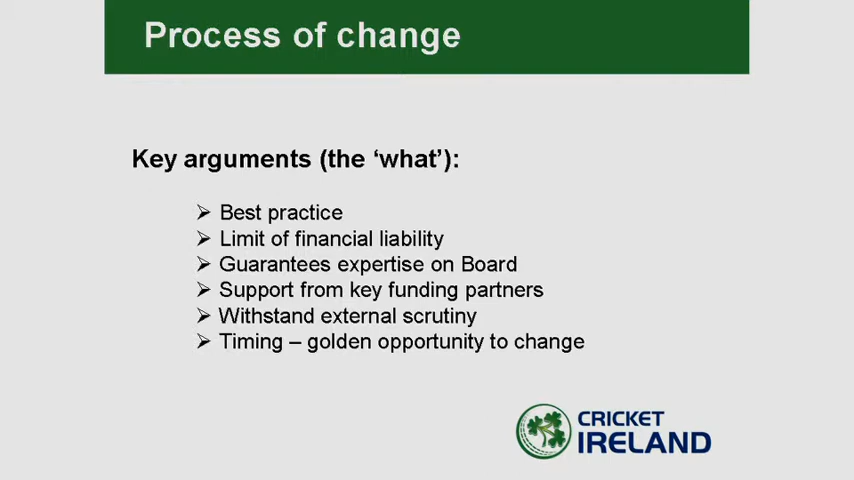 Process of change
Key arguments (the ‘what’):
➢ Best practice
➢ Limit of financial liability
➢ Guarantees expertise on Board
➢ Support from key funding partners
➢ Withstand external scrutiny
➢ Timing – golden opportunity to change
CRICKET
IRELAND